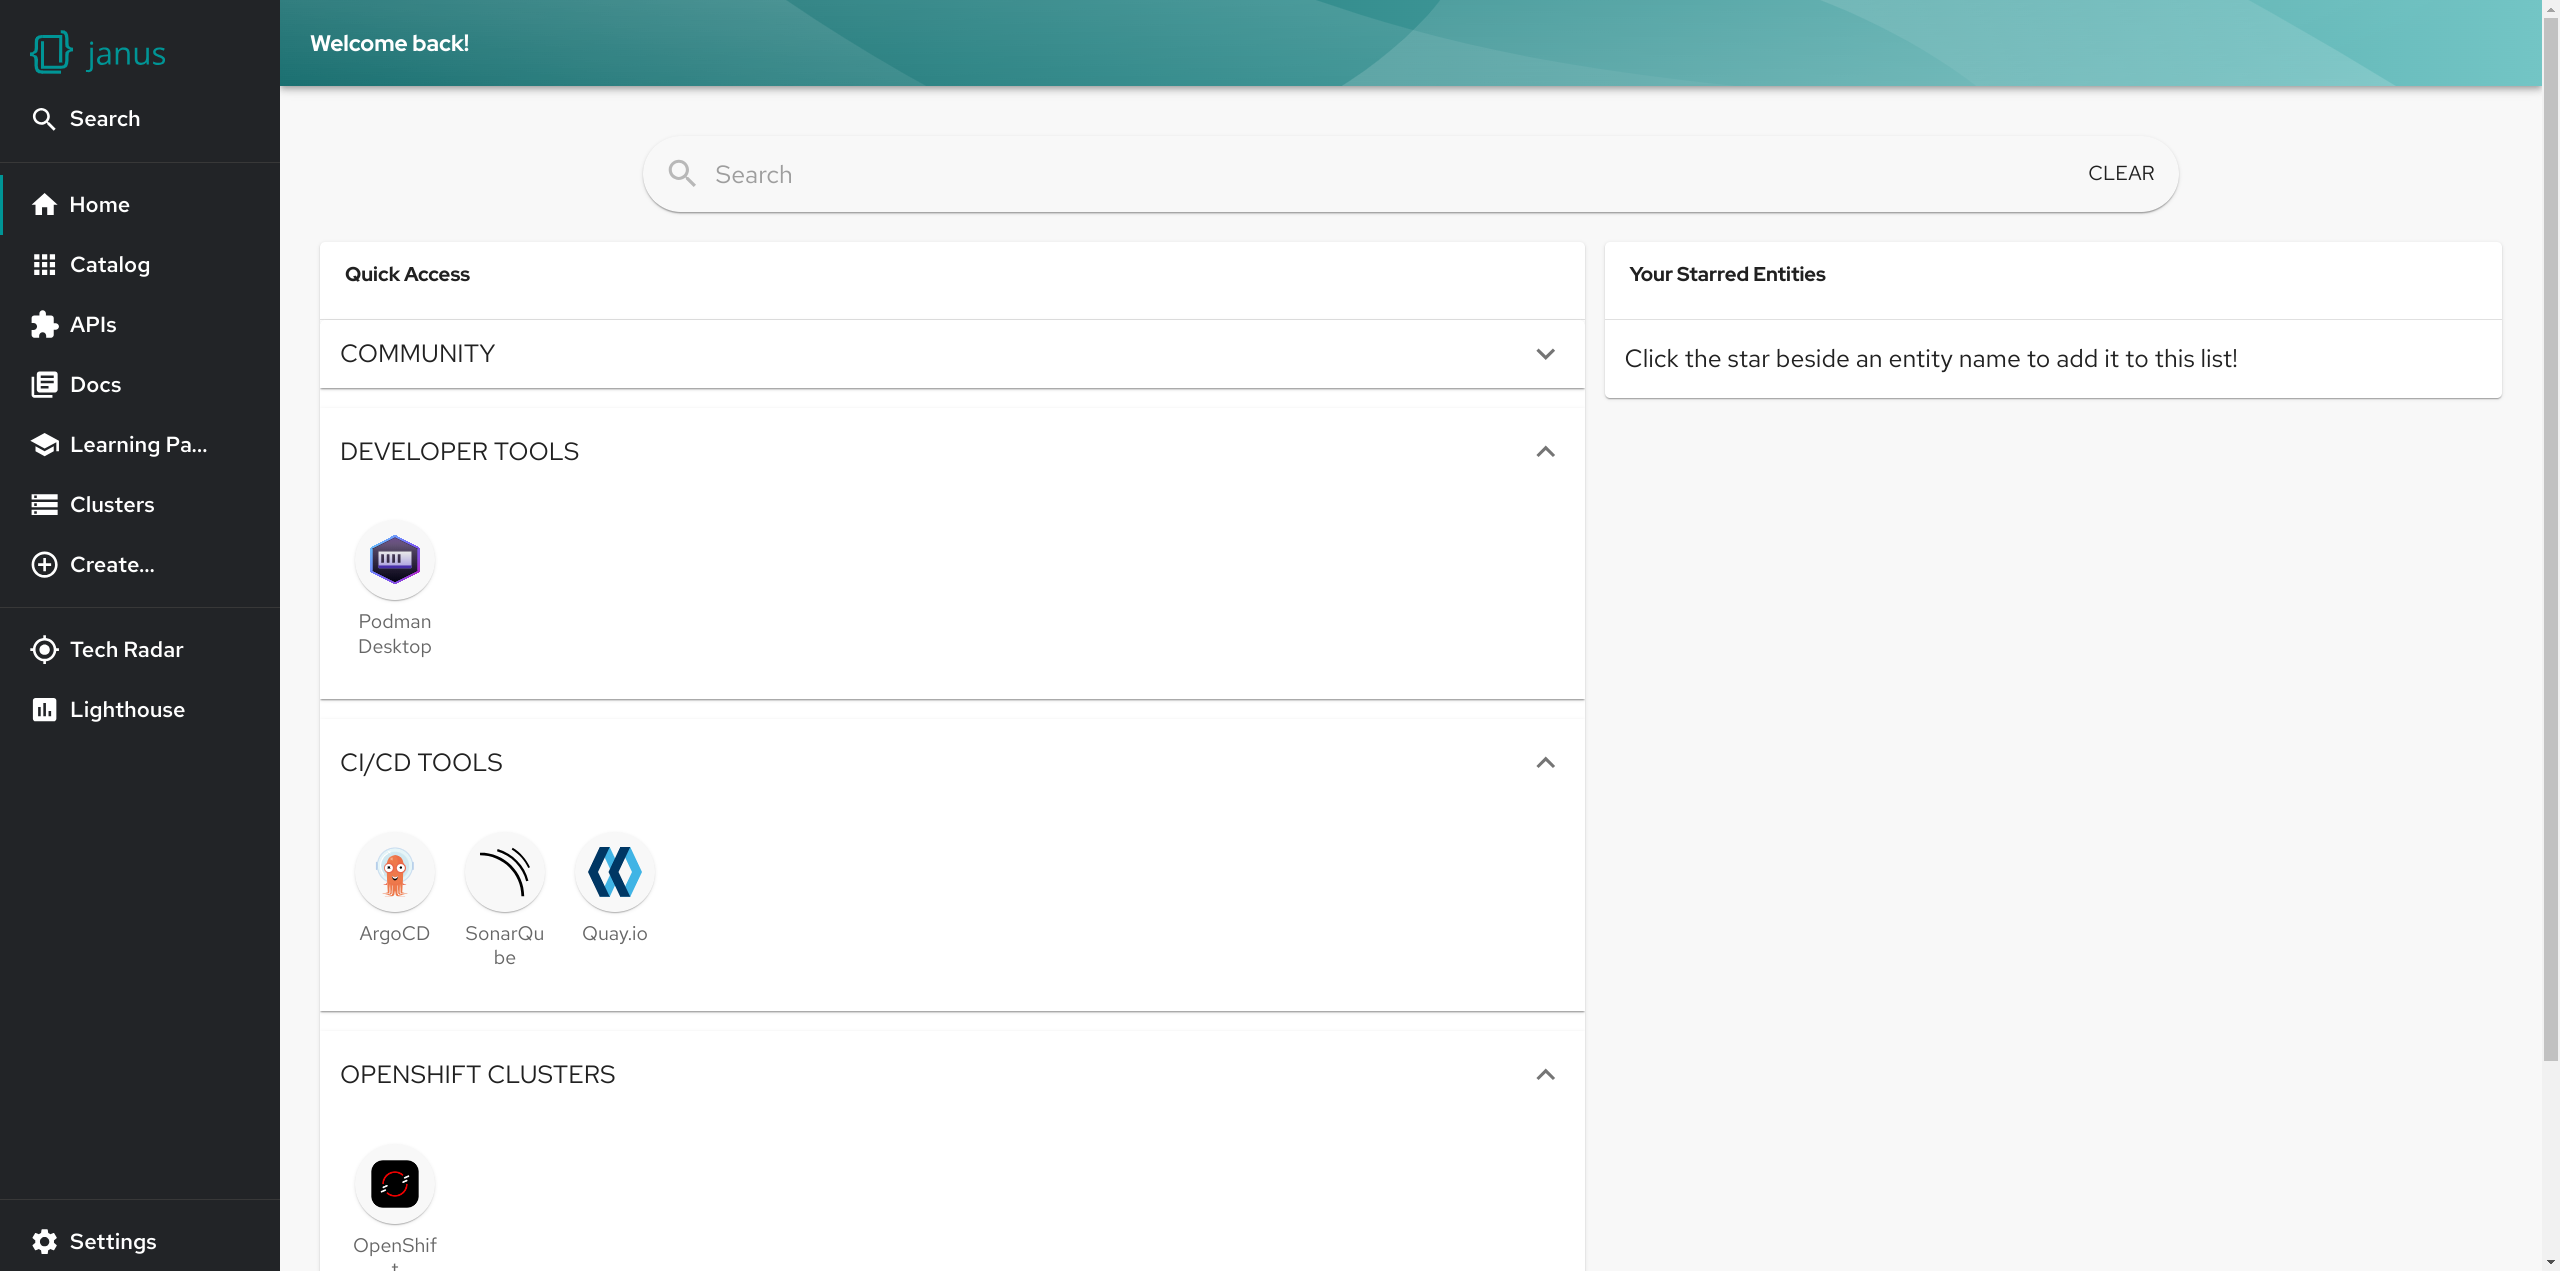 janus
Search
Home
Catalog
APIs
Docs
Learning Pa...
Clusters
Create...
Tech Radar
Lighthouse
Settings
Welcome back!
Search
CLEAR
Quick Access
COMMUNITY
DEVELOPER TOOLS
Podman
Desktop
CI/CD TOOLS
ArgoCD
SonarQu
be
Quay.io
OPENSHIFT CLUSTERS
OpenShif
t
Your Starred Entities
Click the star beside an entity name to add it to this list!